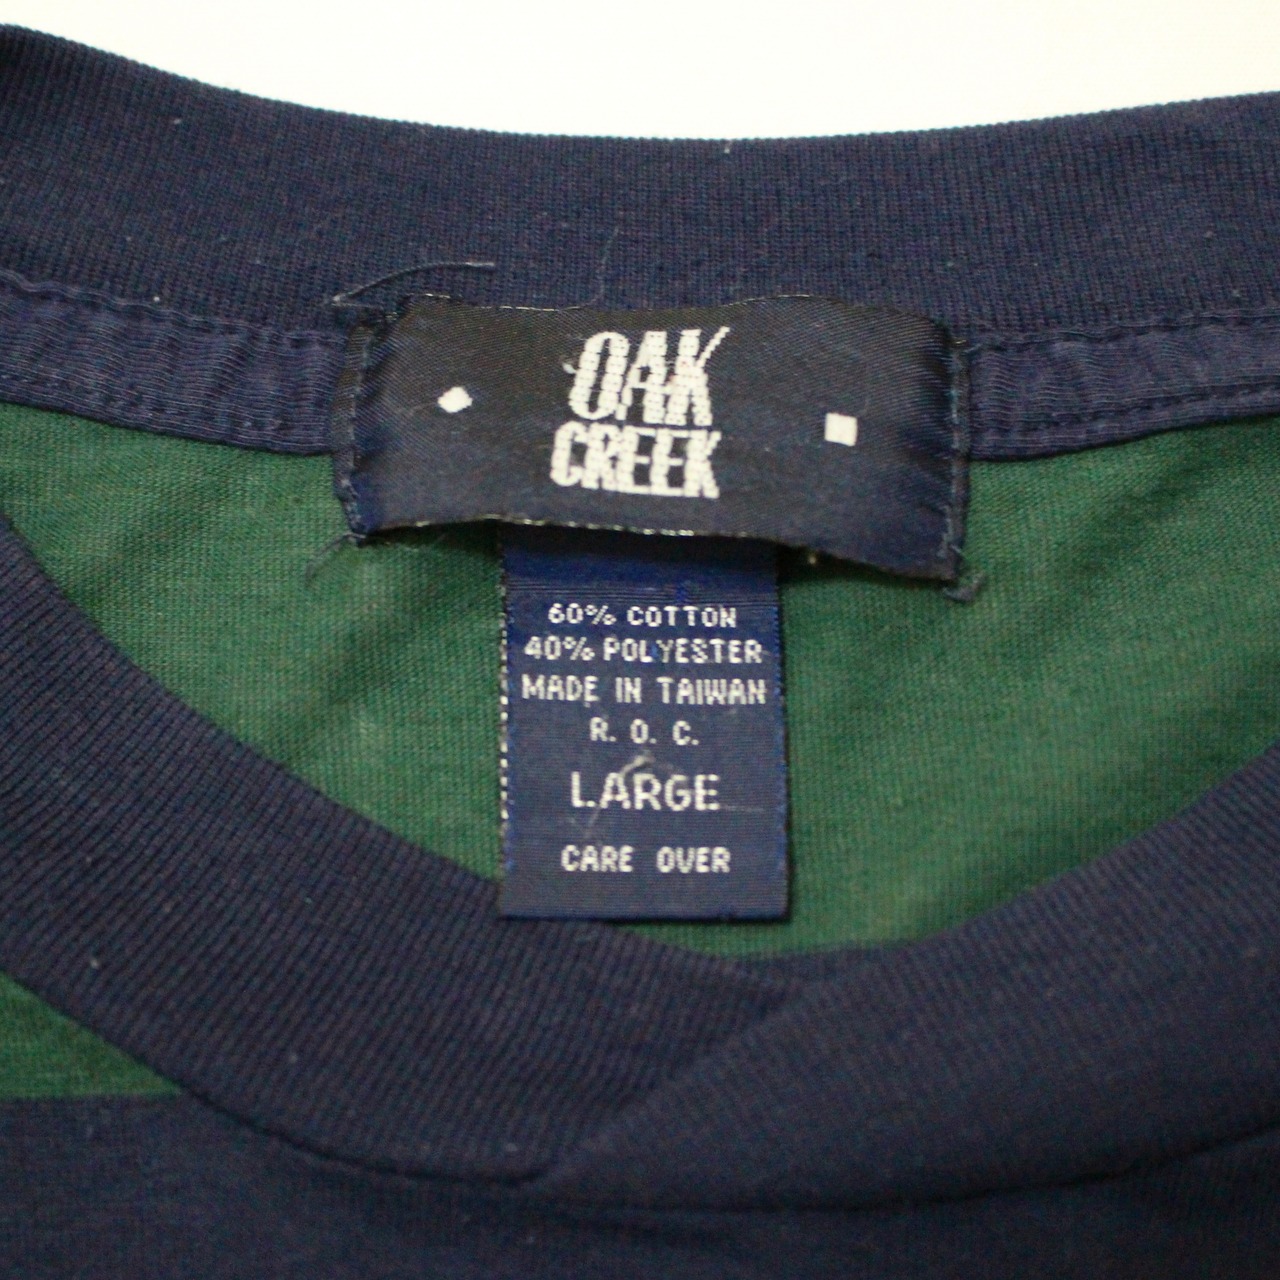 OAK
CREEK
60% COTTON
40% POLYESTER
MADE IN TAIWAN
R. O. C.
LARGE
CARE OVER